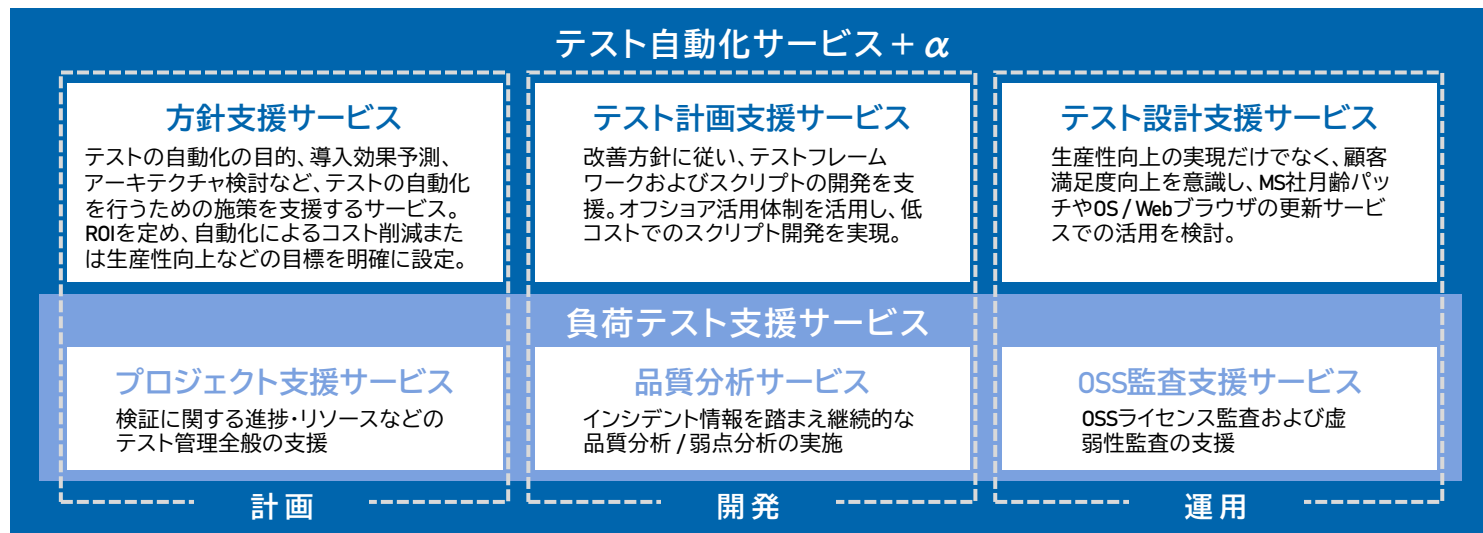 テスト自動化サービス+α
方針支援サービス
テストの自動化の目的、導入効果予測、
アーキテクチャ検討など、テストの自動化
を行うための施策を支援するサービス。
ROIを定め、自動化によるコスト削減また
は生産性向上などの目標を明確に設定。
テスト計画支援サービス
改善方針に従い、テストフレーム
ワークおよびスクリプトの開発を支
援。オフショア活用体制を活用し、低
コストでのスクリプト開発を実現。
テスト設計支援サービス
生産性向上の実現だけでなく、顧客
満足度向上を意識し、MS社月齢パッ
チやOS / Webブラウザの更新サービ
スでの活用を検討。
負荷テスト支援サービス
プロジェクト支援サービス
検証に関する進捗・リソースなどの
テスト管理全般の支援
品質分析サービス
インシデント情報を踏まえ継続的な
品質分析 / 弱点分析の実施
OSS監査支援サービス
OSSライセンス監査および虚
弱性監査の支援
計画
開発
運用